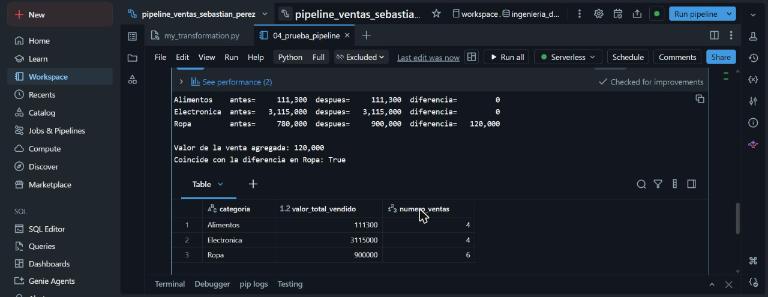 New
pipeline_ventas_sebastian_perez
pipeline_ventas_sebastia...
workspace.
ingenieria_d...
Run pipeline
Home
my_transformation.py
04_prueba_pipeline
Learn
File Edit View Run Help Python Full Excluded Last edit was now Run all Serverless Schedule Comments Share
Workspace
Recents
See performance (2)
Checked for improvements
Catalog
Alimentos antes= 111,300 despues= 111,300 diferencia= 0
Electronica antes= 3,115,000 despues= 3,115,000 diferencia= 0
Ropa antes= 780,000 despues= 900,000 diferencia= 120,000
Jobs & Pipelines
Compute
Valor de la venta agregada: 120,000
Coincide con la diferencia en Ropa: True
Discover
Marketplace
Table
categoria 1.2 valor_total_vendido numero_ventas
SQL
1 Alimentos 111300 4
SQL Editor
2 Electronica 3115000 4
Queries
3 Ropa 900000 6
Dashboards
Genie Agents
Terminal Debugger pip logs Testing